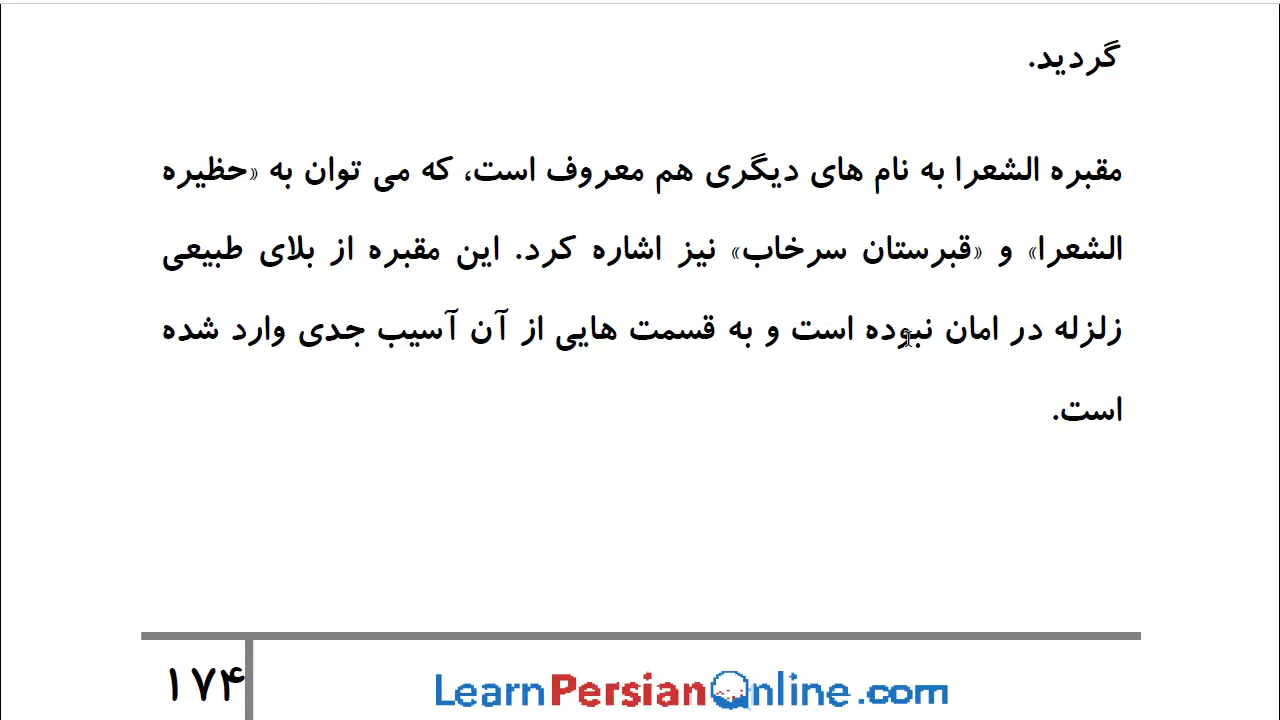 گردید.
مقبره الشعرا به نام های دیگری هم معروف است، که می توان به «حظیره
الشعرا» و «قبرستان سرخاب» نیز اشاره کرد. این مقبره از بلای طبیعی
زلزله در امان نبوده است و به قسمت هایی از آن آسیب جدی وارد شده
است.
۱۷۴
LearnPersianOnline.com